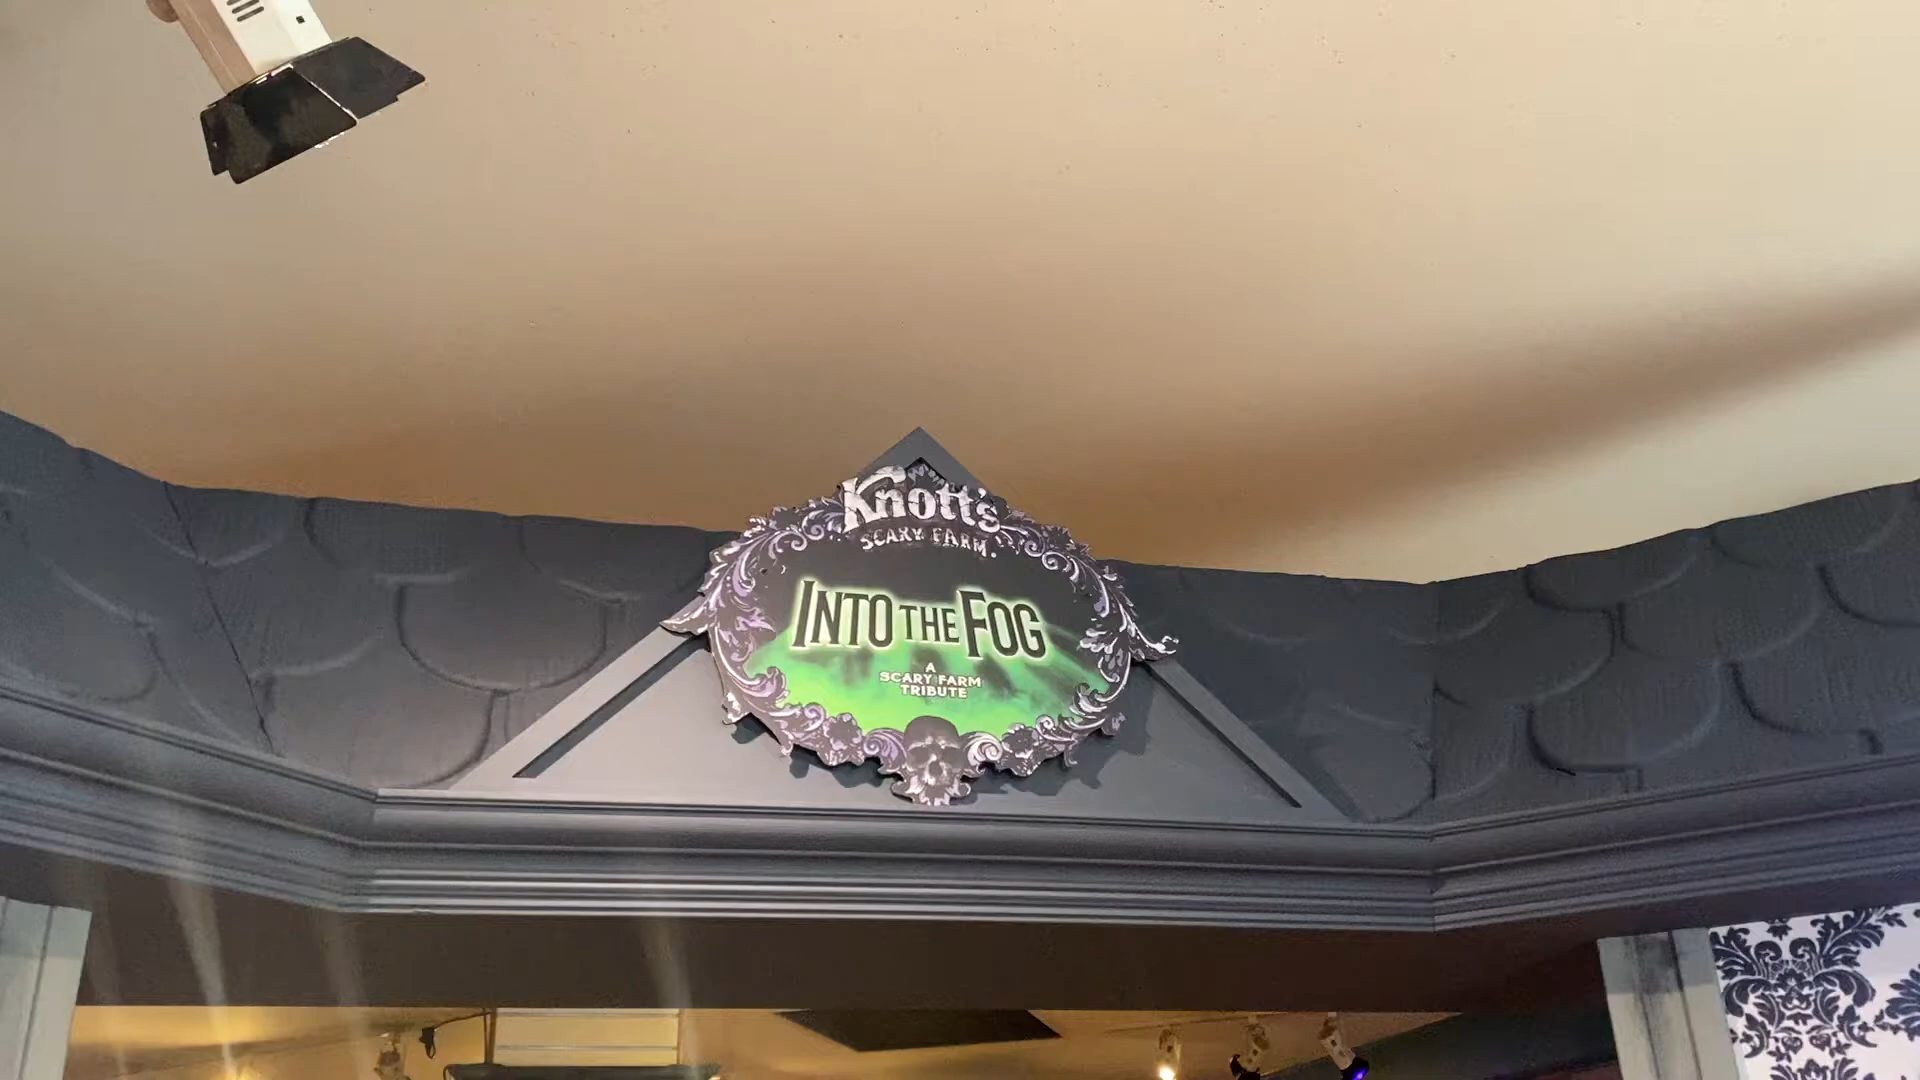 Knott's
SCARY FARM.
INTO THE FOG
A
SCARY FARM
TRIBUTE